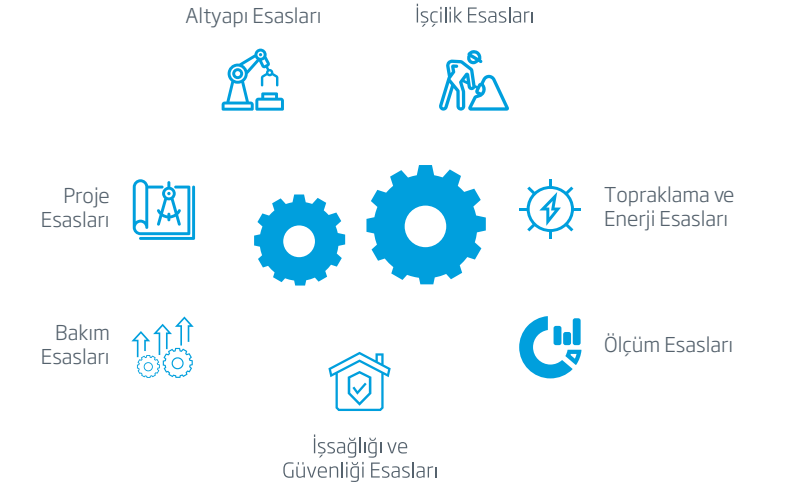 Altyapı Esasları
İşçilik Esasları
Proje
Esasları
Topraklama ve
Enerji Esasları
Bakım
Esasları
Ölçüm Esasları
İşsağlığı ve
Güvenliği Esasları